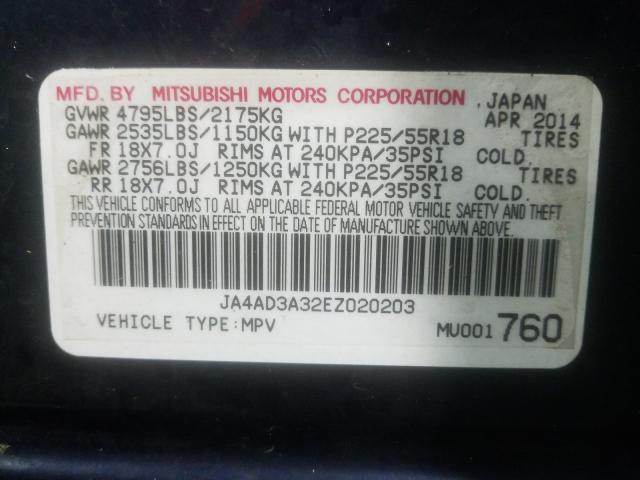 MFD. BY MITSUBISHI MOTORS CORPORATION ,JAPAN
GVWR 4795LBS/2175KG APR 2014
GAWR 2535LBS/1150KG WITH P225/55R18 TIRES
FR 18X7.0J RIMS AT 240KPA/35PSI COLD.
GAWR 2756LBS/1250KG WITH P225/55R18 TIRES
RR 18X7.0J RIMS AT 240KPA/35PSI COLD.
THIS VEHICLE CONFORMS TO ALL APPLICABLE FEDERAL MOTOR VEHICLE SAFETY AND THEFT
PREVENTION STANDARDS IN EFFECT ON THE DATE OF MANUFACTURE SHOWN ABOVE.
JA4AD3A32EZ020203
VEHICLE TYPE:MPV MU001 760